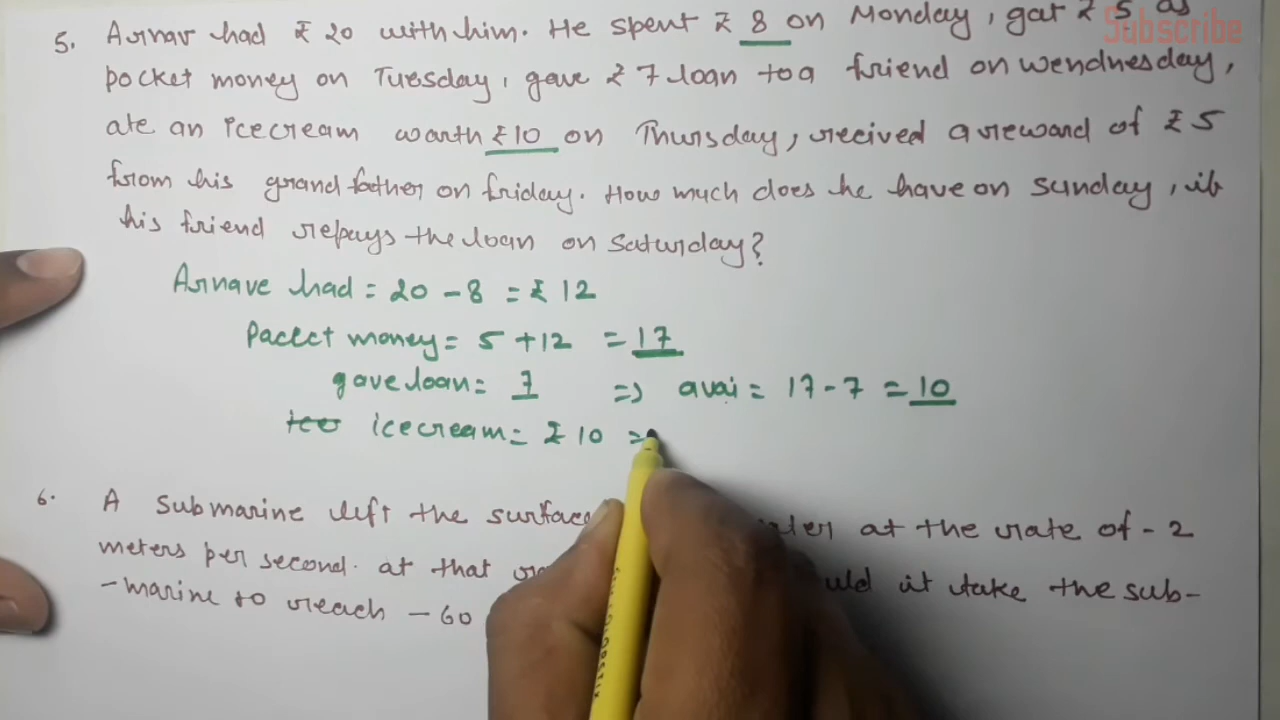 5. Arnav had ₹ 20 with him. He spent ₹ 8 on Monday, got ₹ 5 as
Subscribe
pocket money on Tuesday, gave ₹ 7 loan to a friend on wendnesday,
ate an icecream worth ₹10 on Thursday, recived a reward of ₹5
from his grand father on friday. How much does he have on sunday, if
his friend repays the loan on saturday?
Arnave had = 20 - 8 = ₹ 12
money = 5 + 12 = 17
gave loan = 7 => avai = 17 - 7 = 10
icecream = ₹ 10 =
6. A submarine left the surface at the rate of - 2
meters per second. at that it take the sub-
-marine to reach - 60